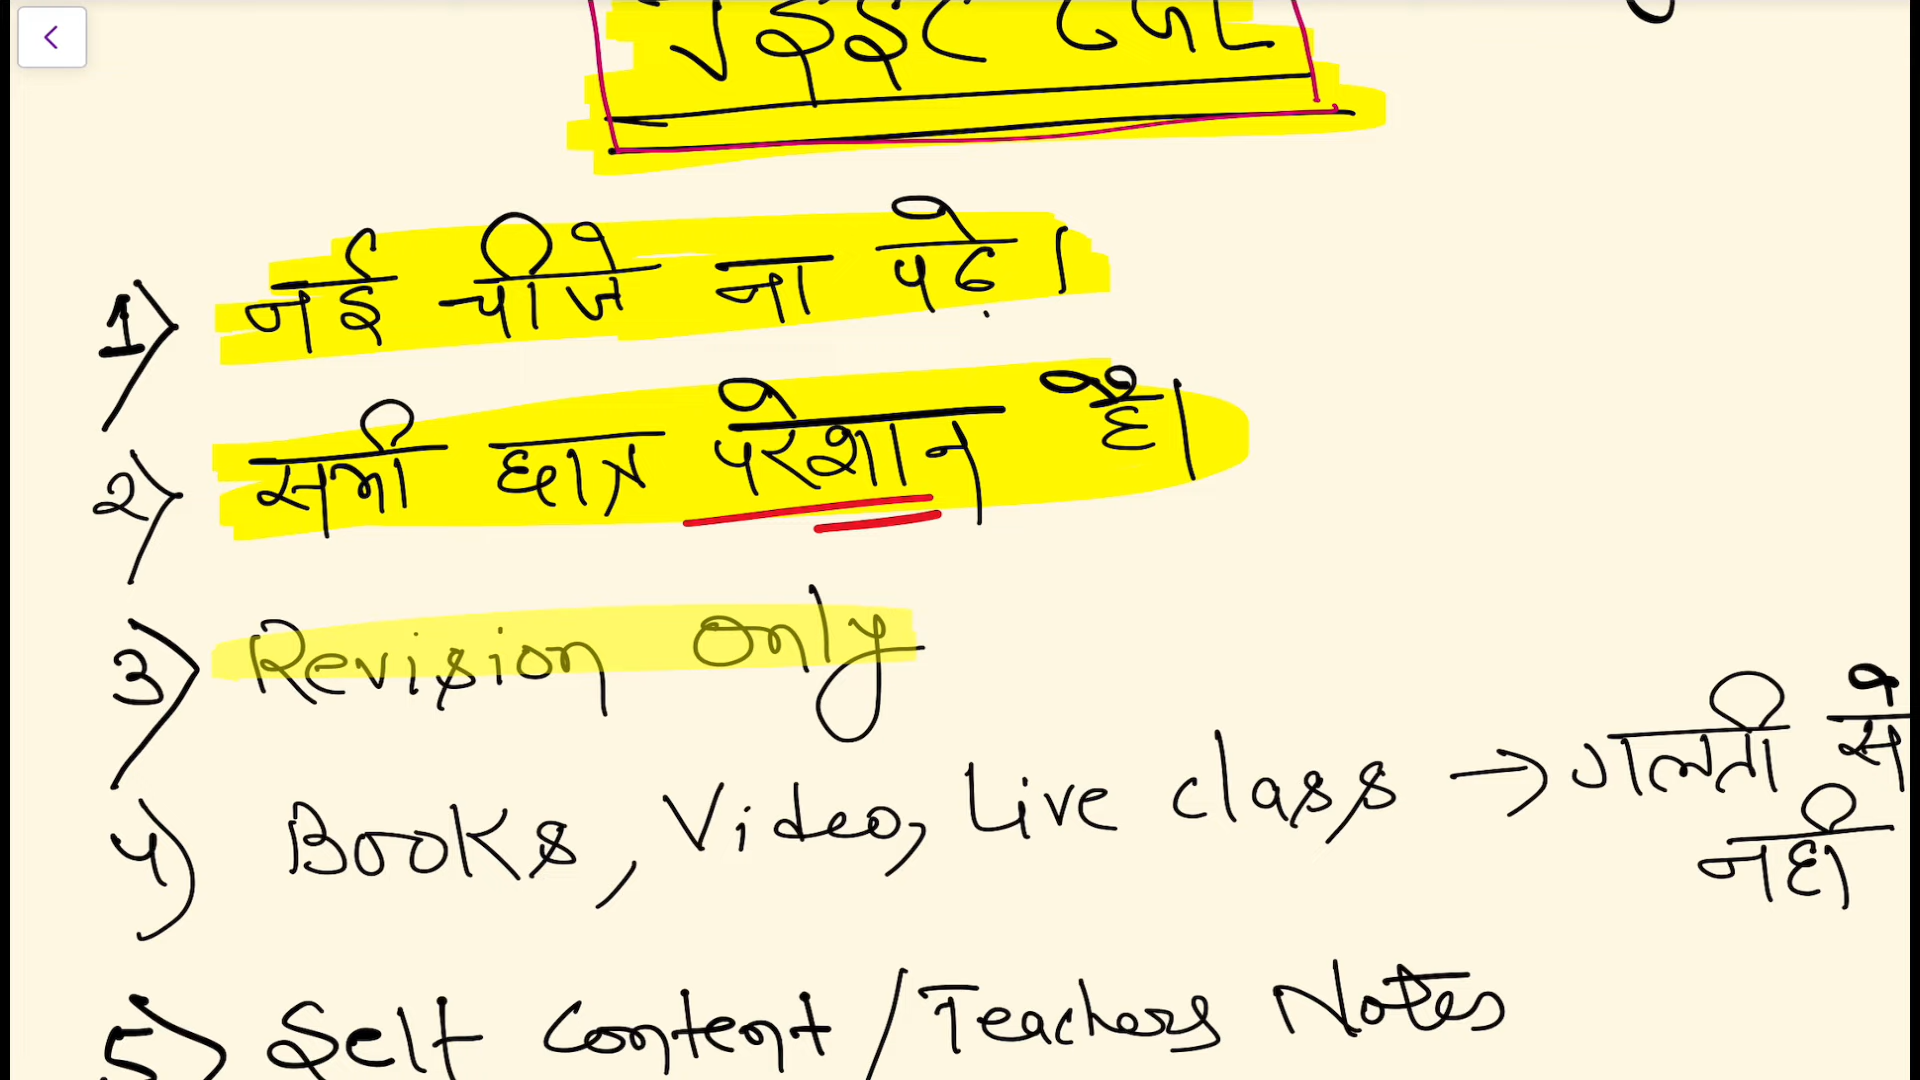 1) नई चीजे ना पढे।
2) सभी छात्र परेशान है।
3) Revision Only
4) Books, Video, Live class → गलती से
नही
5) Self Content / Teachers Notes